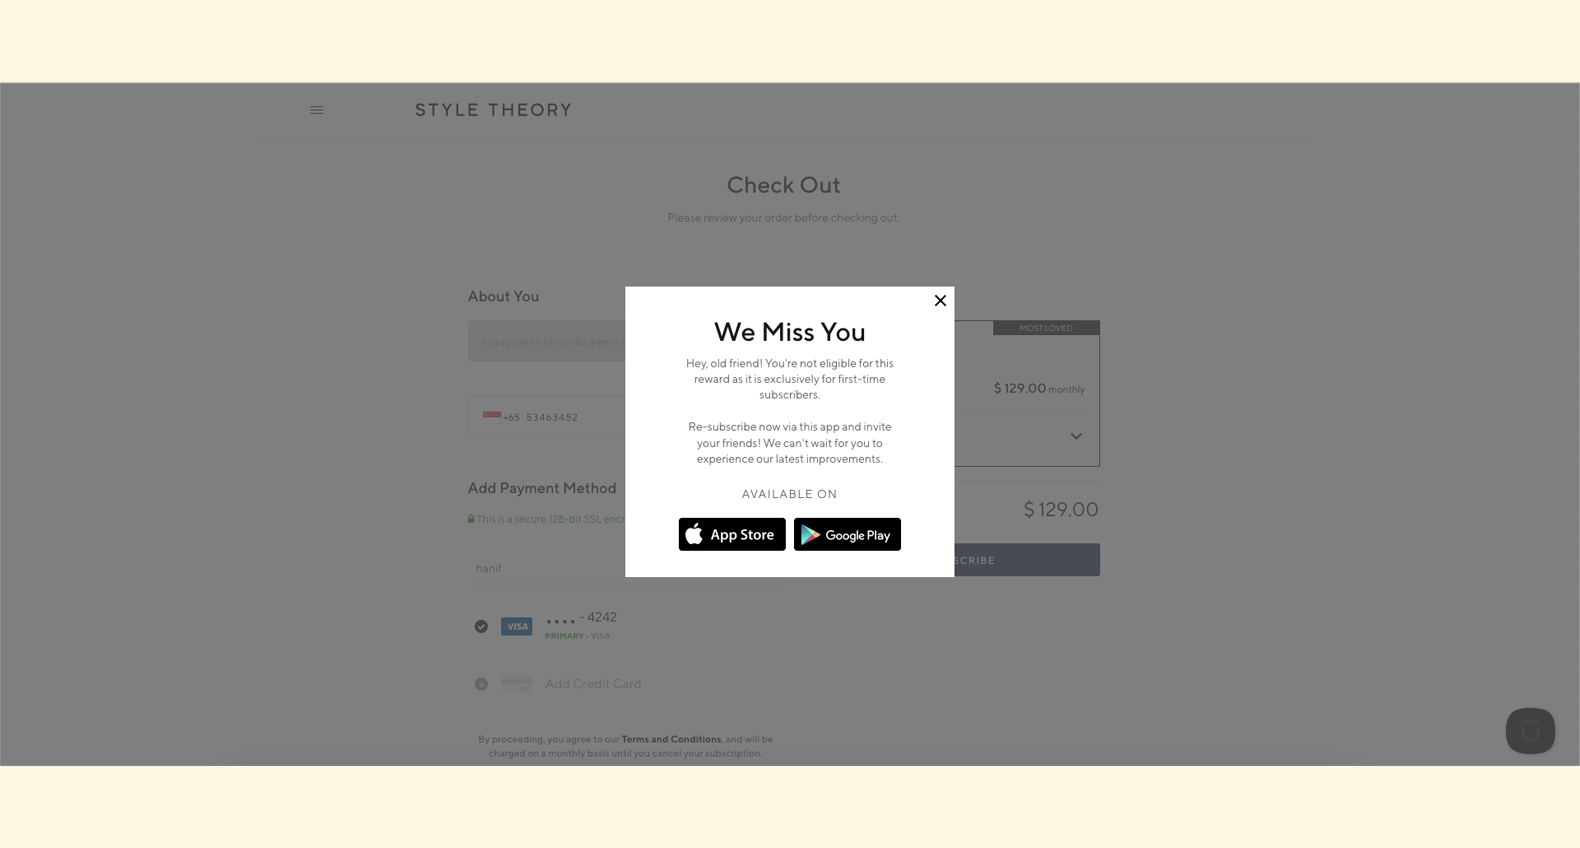 STYLE THEORY
Check Out
Please review your order before checking out.
About You
+65 53463452
Add Payment Method
This is a secure 128-bit SSL encr
hanif
VISA
•••• - 4242
PRIMARY - VISA
Add Credit Card
By proceeding, you agree to our Terms and Conditions, and will be
charged on a monthly basis until you cancel your subscription.
MOST LOVED
$ 129.00 monthly
$ 129.00
SCRIBE
We Miss You
Hey, old friend! You're not eligible for this
reward as it is exclusively for first-time
subscribers.
Re-subscribe now via this app and invite
your friends! We can't wait for you to
experience our latest improvements.
AVAILABLE ON
App Store
Google Play